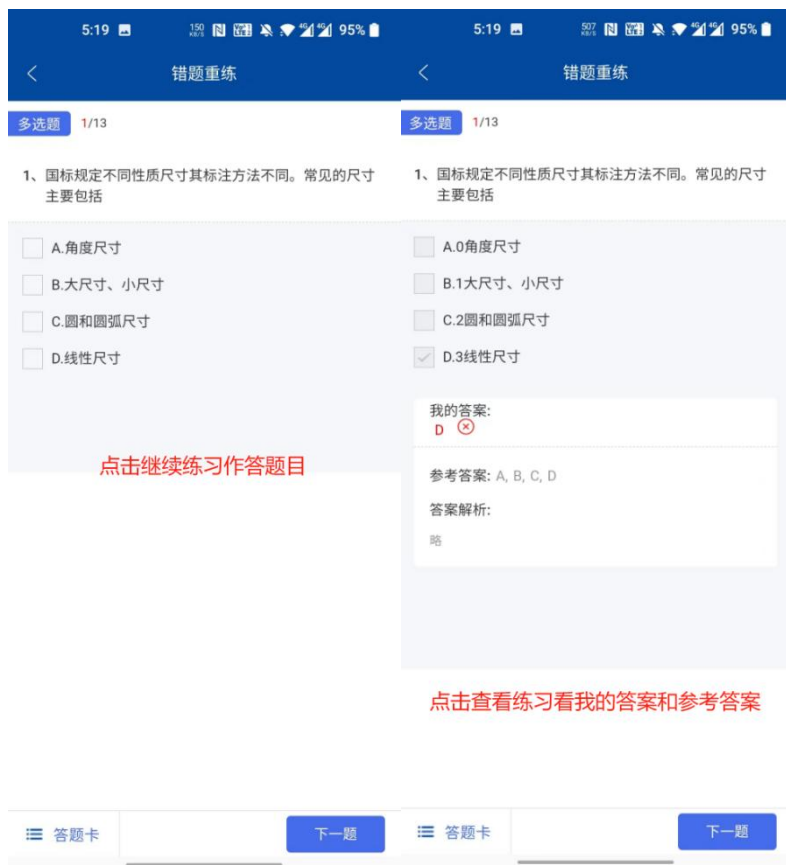 5:19
150 KB/S
95%
错题重练
多选题 1/13
1、国标规定不同性质尺寸其标注方法不同。常见的尺寸
主要包括
A.角度尺寸
B.大尺寸、小尺寸
C.圆和圆弧尺寸
D.线性尺寸
点击继续练习作答题目
答题卡
下一题
5:19
507 KB/S
95%
错题重练
多选题 1/13
1、国标规定不同性质尺寸其标注方法不同。常见的尺寸
主要包括
A.0角度尺寸
B.1大尺寸、小尺寸
C.2圆和圆弧尺寸
D.3线性尺寸
我的答案:
D
参考答案: A, B, C, D
答案解析:
略
点击查看练习看我的答案和参考答案
答题卡
下一题